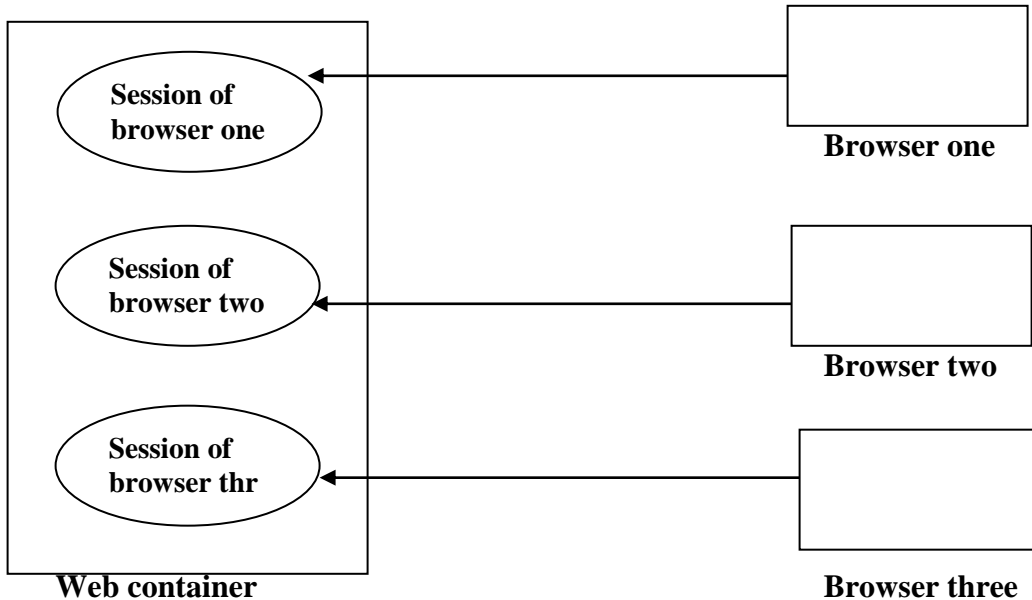 Session of
browser one
Browser one
Session of
browser two
Browser two
Session of
browser thr
Web container
Browser three